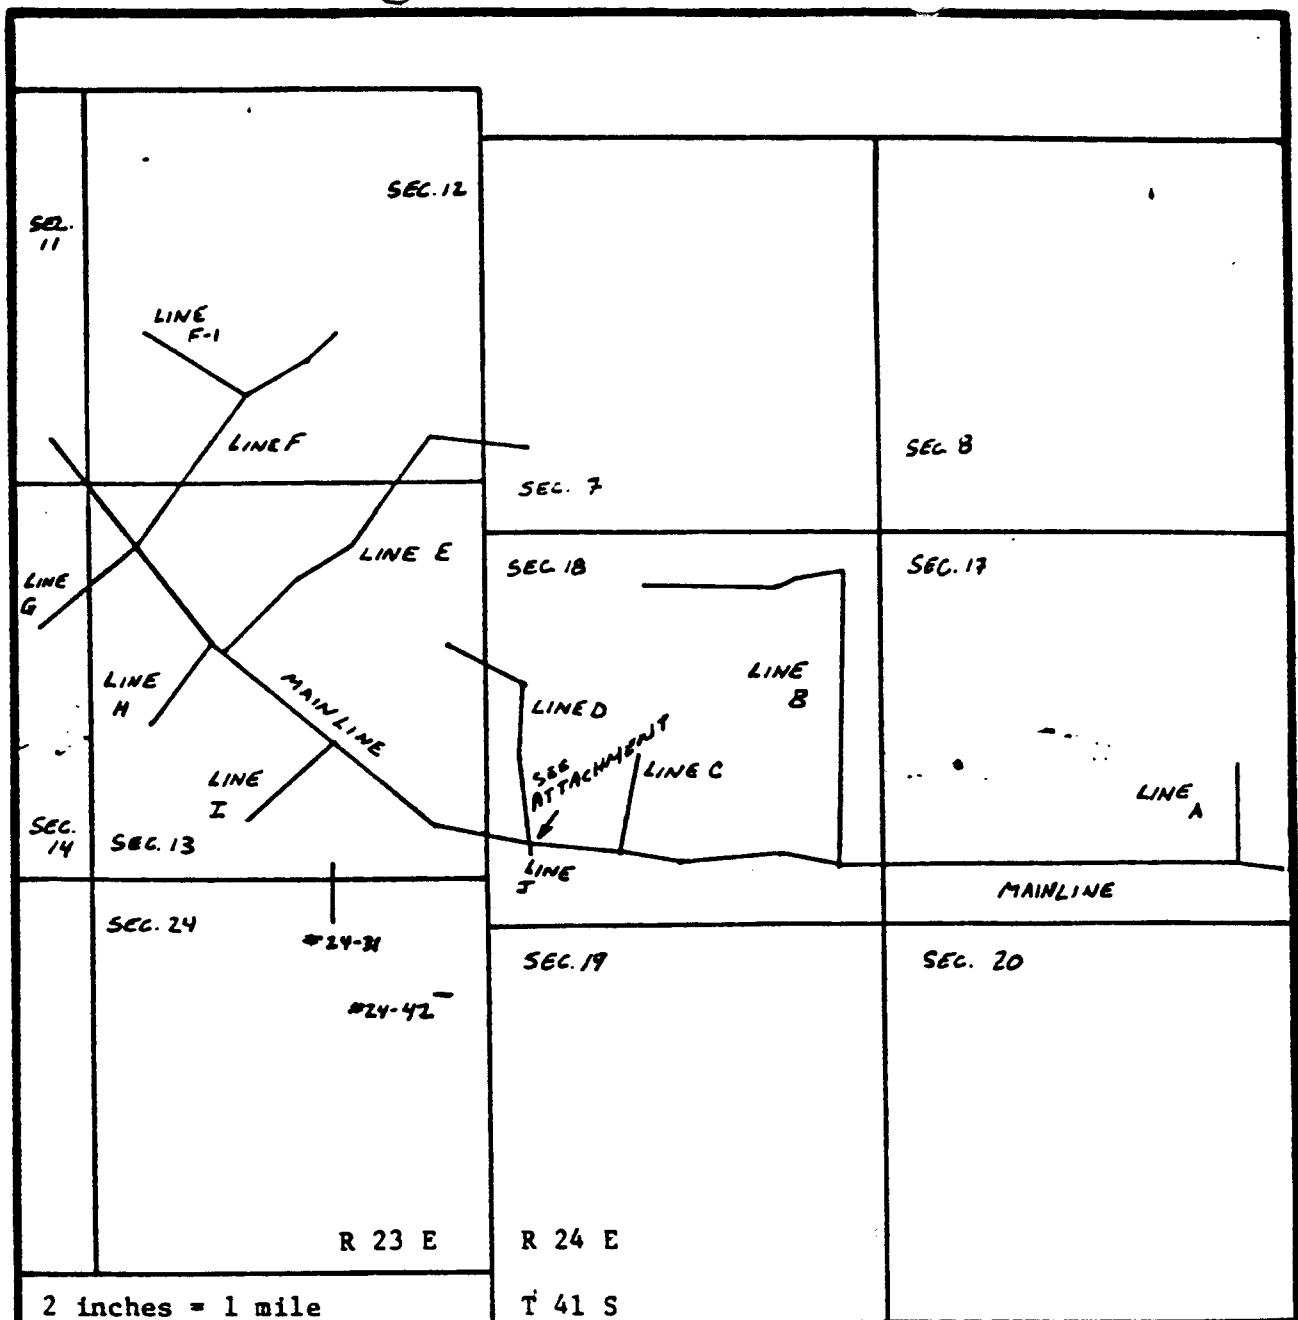 SEC. 12
SEC.
11
LINE
F-1
LINE F
SEC 8
SEC. 7
LINE E
SEC 18
SEC. 17
LINE
G
LINE
H
MAINLINE
LINE
B
LINE D
SEE
ATTACHMENT
LINE C
LINE
I
LINE
A
SEC.
14
SEC. 13
LINE
J
MAINLINE
SEC. 24
#24-31
SEC. 19
SEC. 20
#24-42
R 23 E
R 24 E
2 inches = 1 mile
T 41 S